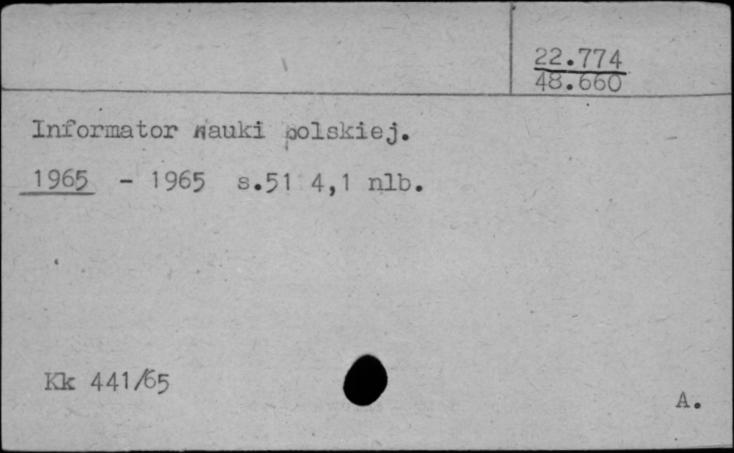 22.774
48.660
Informator nauki polskiej.
1965 - 1965 s.51 4,1 nlb.
Kk 441/65
A.